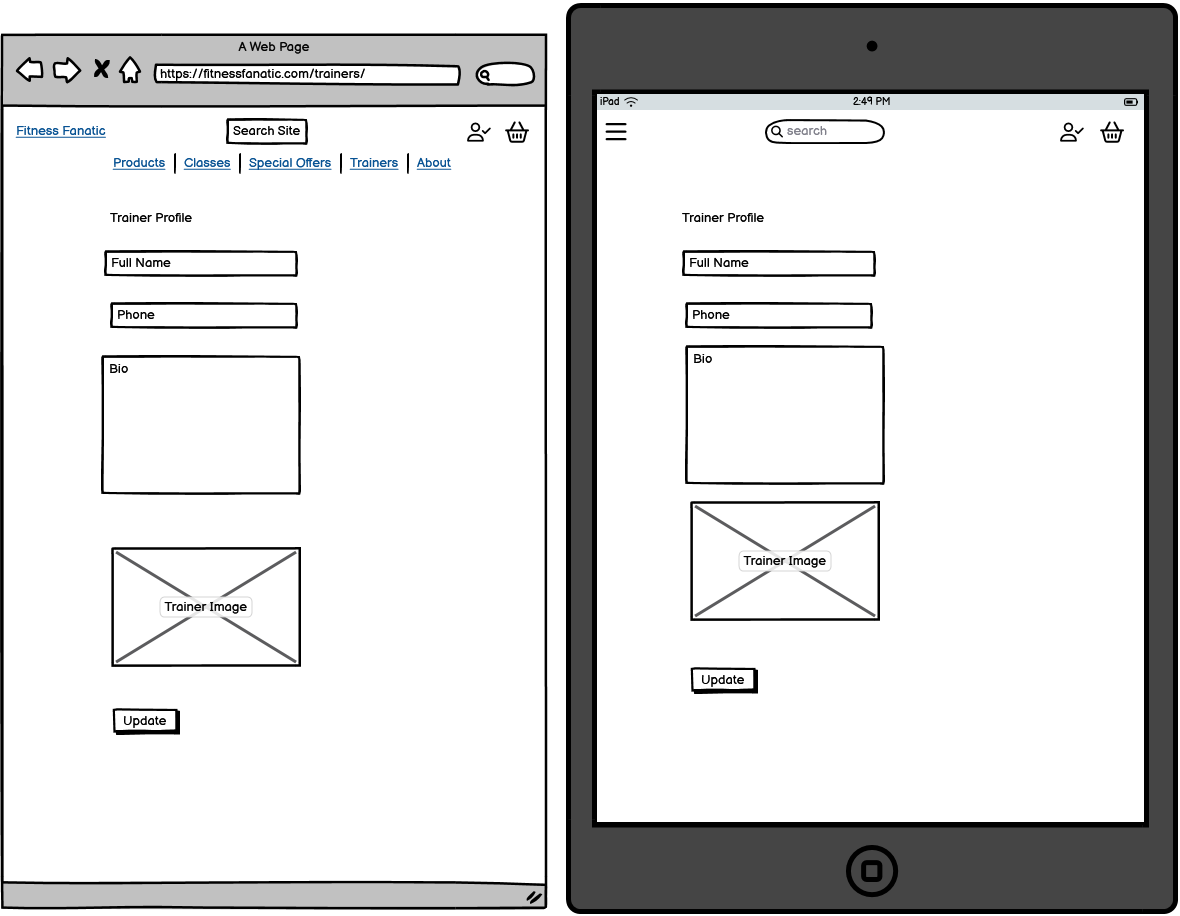 A Web Page
https://fitnessfanatic.com/trainers/
Fitness Fanatic
Search Site
Products
Classes
Special Offers
Trainers
About
Trainer Profile
Full Name
Phone
Bio
Trainer Image
Update
iPad
2:49 PM
search
Trainer Profile
Full Name
Phone
Bio
Trainer Image
Update